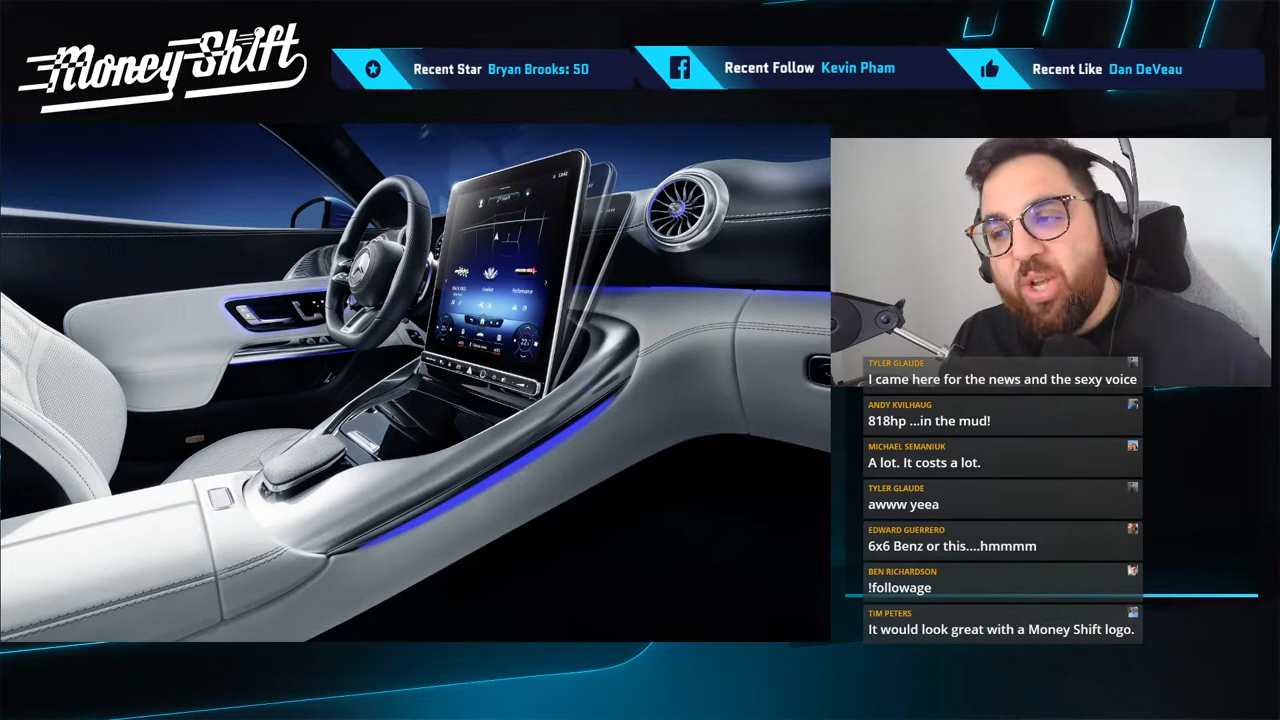 Money Shift
Recent Star Bryan Brooks: 50
Recent Follow Kevin Pham
Recent Like Dan DeVeau
Comfort
Performance
TYLER GLAUDE
I came here for the news and the sexy voice
ANDY KVILHAUG
818hp ...in the mud!
MICHAEL SEMANIUK
A lot. It costs a lot.
TYLER GLAUDE
awww yeea
EDWARD GUERRERO
6x6 Benz or this....hmmmm
BEN RICHARDSON
!followage
TIM PETERS
It would look great with a Money Shift logo.